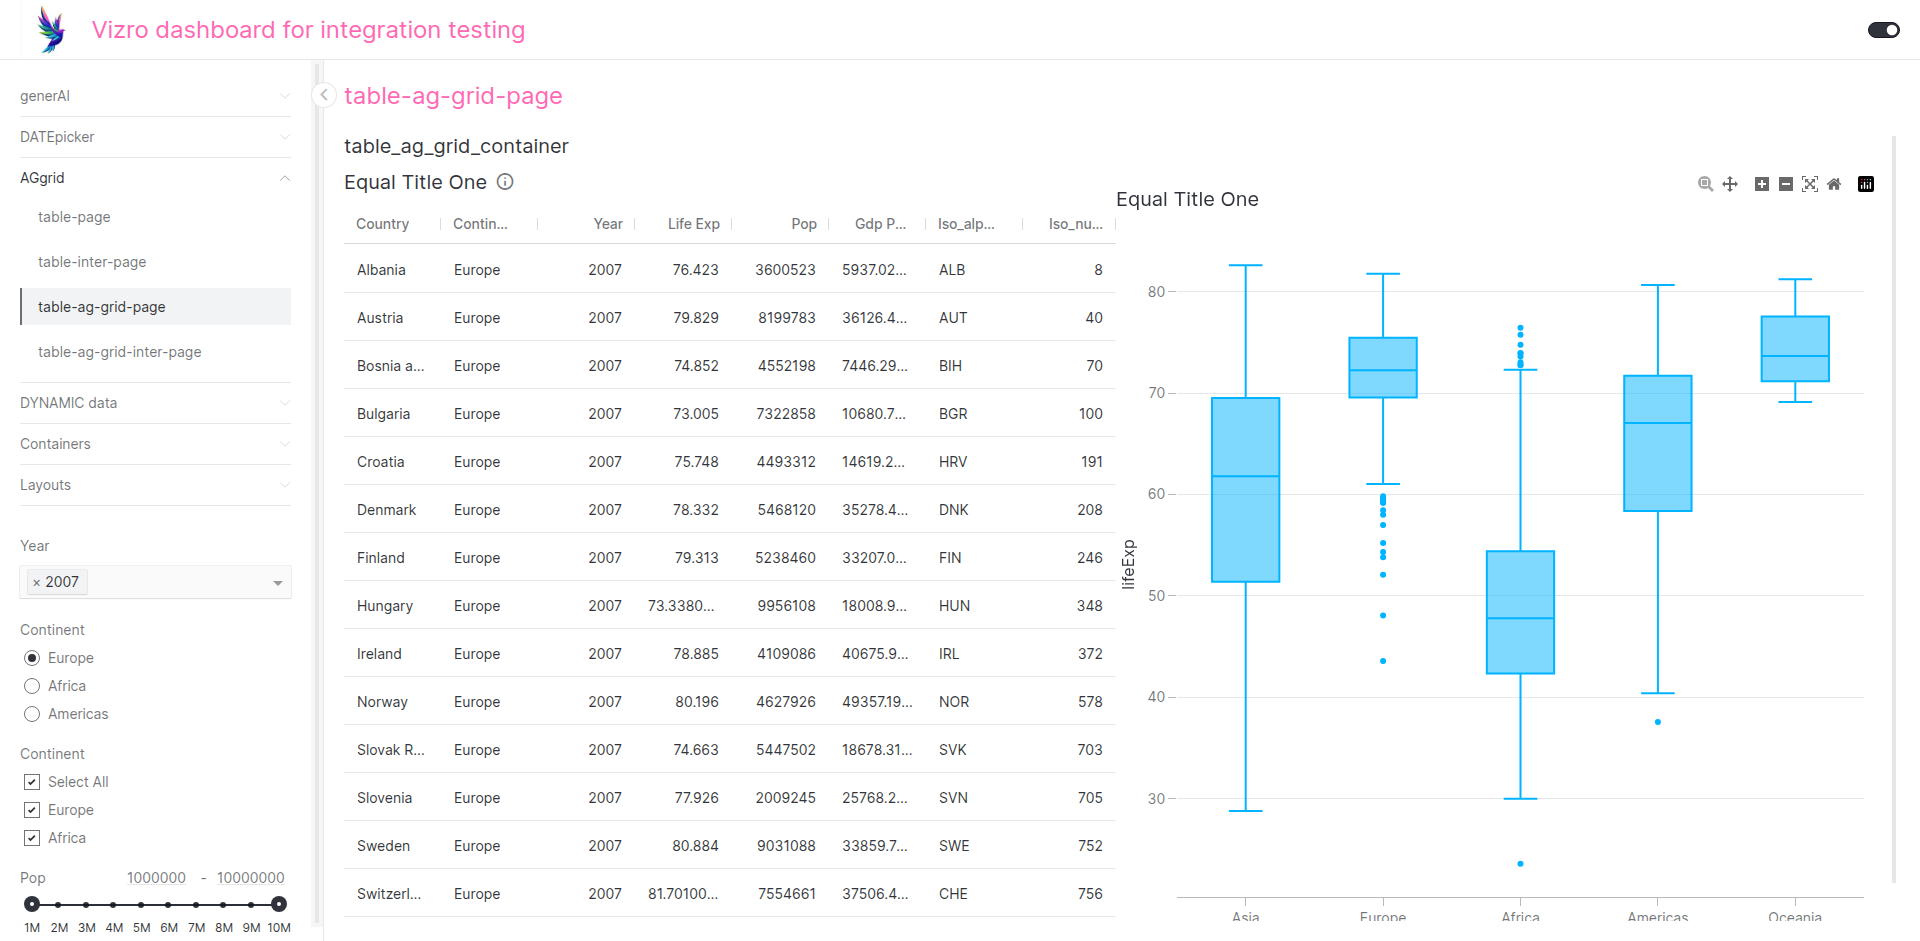 Vizro dashboard for integration testing
generAI
DATEpicker
AGgrid
table-page
table-inter-page
table-ag-grid-page
table-ag-grid-inter-page
DYNAMIC data
Containers
Layouts
Year
× 2007
Continent
Europe
Africa
Americas
Continent
Select All
Europe
Africa
Pop 1000000 - 10000000
1M 2M 3M 4M 5M 6M 7M 8M 9M 10M
table-ag-grid-page
table_ag_grid_container
Equal Title One
Country Contin... Year Life Exp Pop Gdp P... Iso_alp... Iso_nu...
Albania Europe 2007 76.423 3600523 5937.02... ALB 8
Austria Europe 2007 79.829 8199783 36126.4... AUT 40
Bosnia a... Europe 2007 74.852 4552198 7446.29... BIH 70
Bulgaria Europe 2007 73.005 7322858 10680.7... BGR 100
Croatia Europe 2007 75.748 4493312 14619.2... HRV 191
Denmark Europe 2007 78.332 5468120 35278.4... DNK 208
Finland Europe 2007 79.313 5238460 33207.0... FIN 246
Hungary Europe 2007 73.3380... 9956108 18008.9... HUN 348
Ireland Europe 2007 78.885 4109086 40675.9... IRL 372
Norway Europe 2007 80.196 4627926 49357.19... NOR 578
Slovak R... Europe 2007 74.663 5447502 18678.31... SVK 703
Slovenia Europe 2007 77.926 2009245 25768.2... SVN 705
Sweden Europe 2007 80.884 9031088 33859.7... SWE 752
Switzerl... Europe 2007 81.70100... 7554661 37506.4... CHE 756
Equal Title One
80
70
60
50
40
30
lifeExp
Asia Europe Africa Americas Oceania